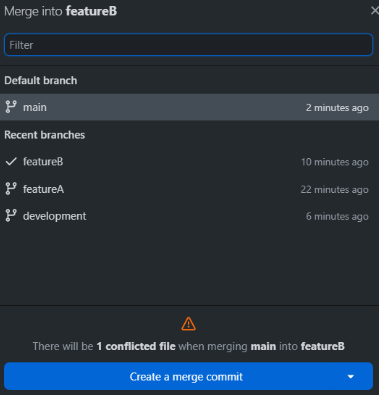 Merge into featureB
Filter
Default branch
main 2 minutes ago
Recent branches
featureB 10 minutes ago
featureA 22 minutes ago
development 6 minutes ago
There will be 1 conflicted file when merging main into featureB
Create a merge commit